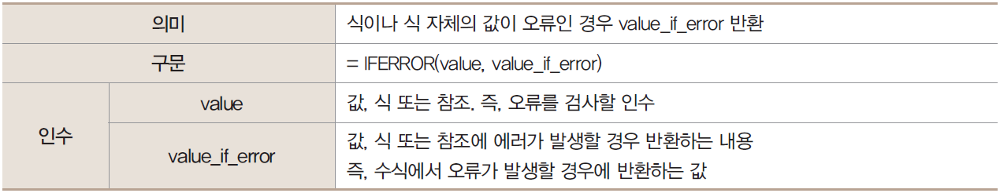 의미
식이나 식 자체의 값이 오류인 경우 value_if_error 반환
구문
= IFERROR(value, value_if_error)
인수
value
값, 식 또는 참조. 즉, 오류를 검사할 인수
value_if_error
값, 식 또는 참조에 에러가 발생할 경우 반환하는 내용
즉, 수식에서 오류가 발생할 경우에 반환하는 값